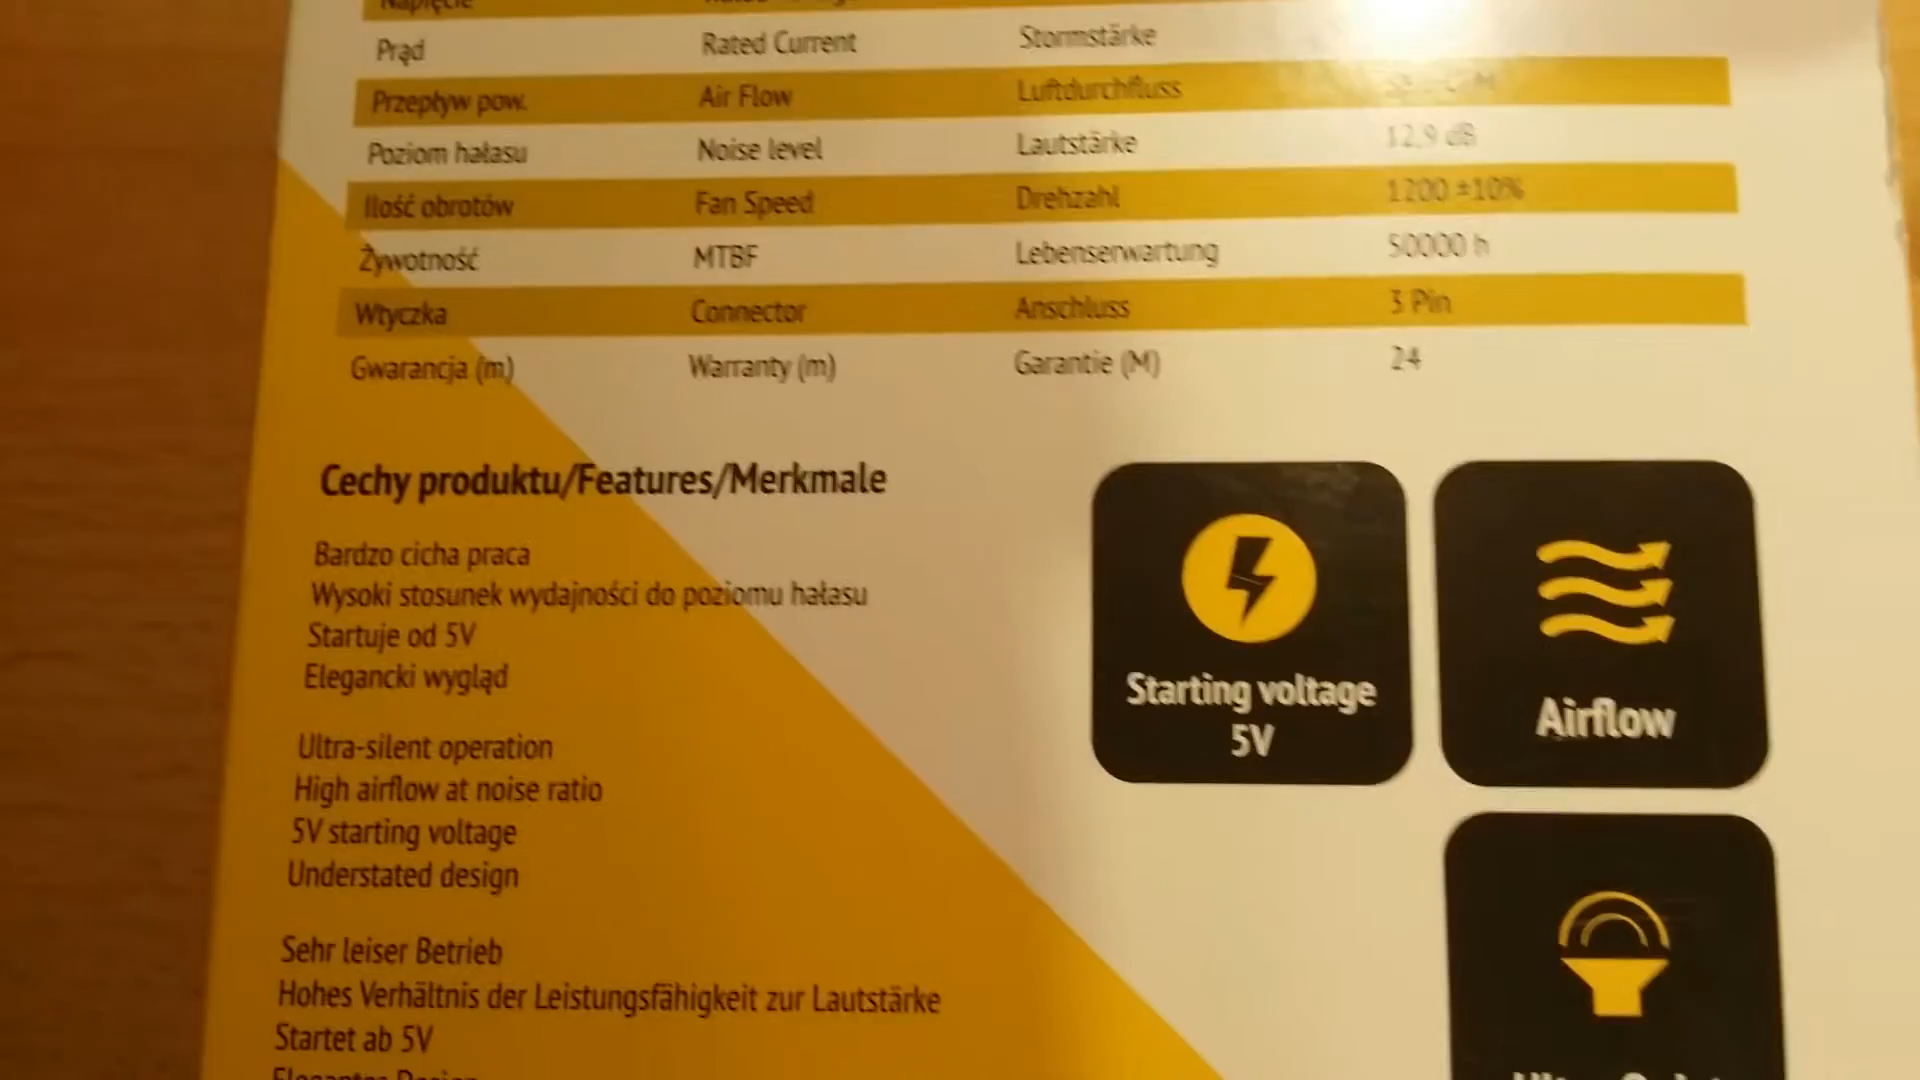 Napięcie
Prąd Rated Current Stormstärke
Przepływ pow. Air Flow Luftdurchfluss
Poziom hałasu Noise level Lautstärke 12,9 dB
Ilość obrotów Fan Speed Drehzahl 1200 ±10%
Żywotność MTBF Lebenserwartung 50000 h
Wtyczka Connector Anschluss 3 Pin
Gwarancja (m) Warranty (m) Garantie (M) 24
Cechy produktu/Features/Merkmale
Bardzo cicha praca
Wysoki stosunek wydajności do poziomu hałasu
Startuje od 5V
Elegancki wygląd
Ultra-silent operation
High airflow at noise ratio
5V starting voltage
Understated design
Sehr leiser Betrieb
Hohes Verhältnis der Leistungsfähigkeit zur Lautstärke
Startet ab 5V
Starting voltage
5V
Airflow